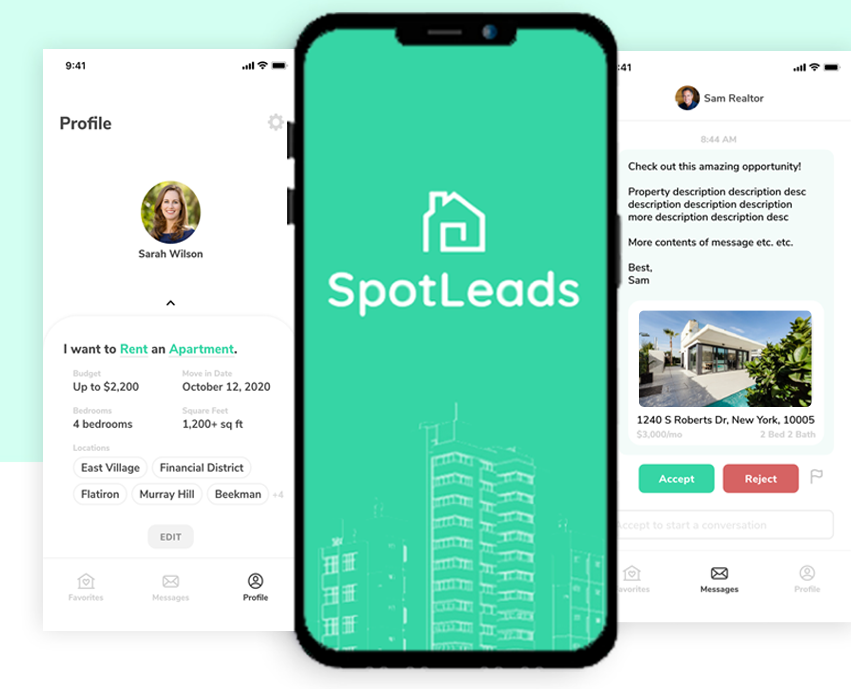 9:41
Profile
Sarah Wilson
I want to Rent an Apartment.
Budget
Up to $2,200
Move in Date
October 12, 2020
Bedrooms
4 bedrooms
Square Feet
1,200+ sq ft
Locations
East Village
Financial District
Flatiron
Murray Hill
Beekman
+4
EDIT
Favorites
Messages
Profile
SpotLeads
:41
Sam Realtor
8:44 AM
Check out this amazing opportunity!
Property description description desc
description description description
more description description desc
More contents of message etc. etc.
Best,
Sam
1240 S Roberts Dr, New York, 10005
$3,000/mo
2 Bed 2 Bath
Accept
Reject
Accept to start a conversation
avorites
Messages
Profile